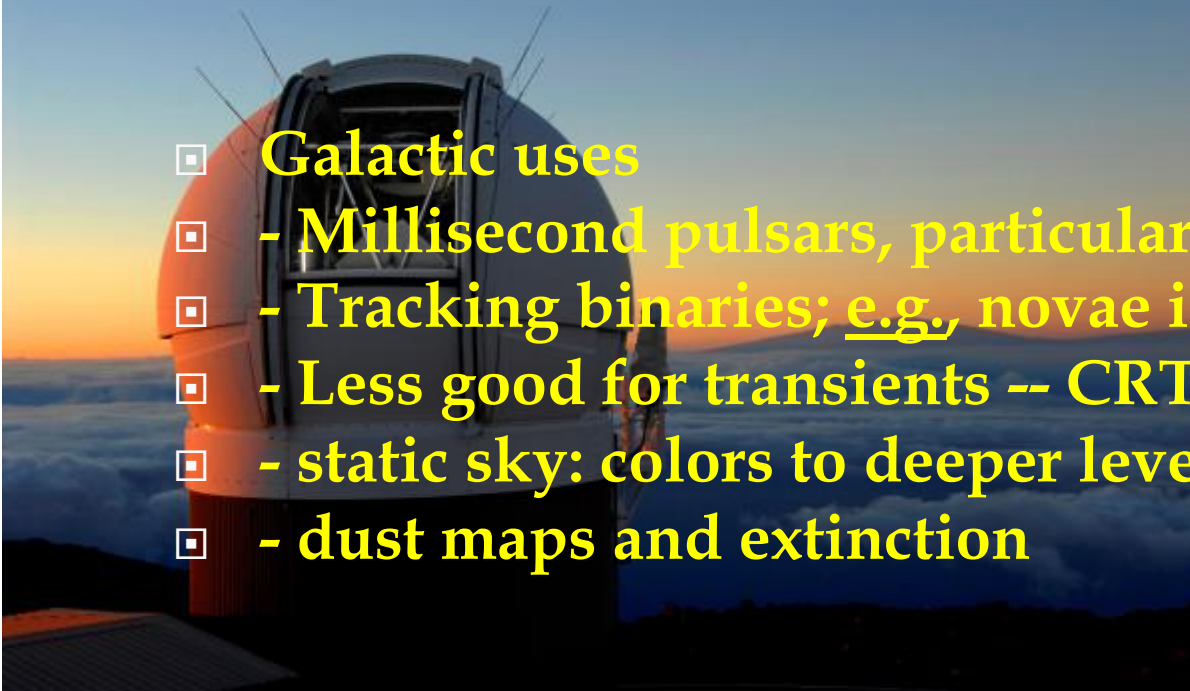 Galactic uses
- Millisecond pulsars, particular
- Tracking binaries; e.g., novae i
- Less good for transients -- CRT
- static sky: colors to deeper leve
- dust maps and extinction